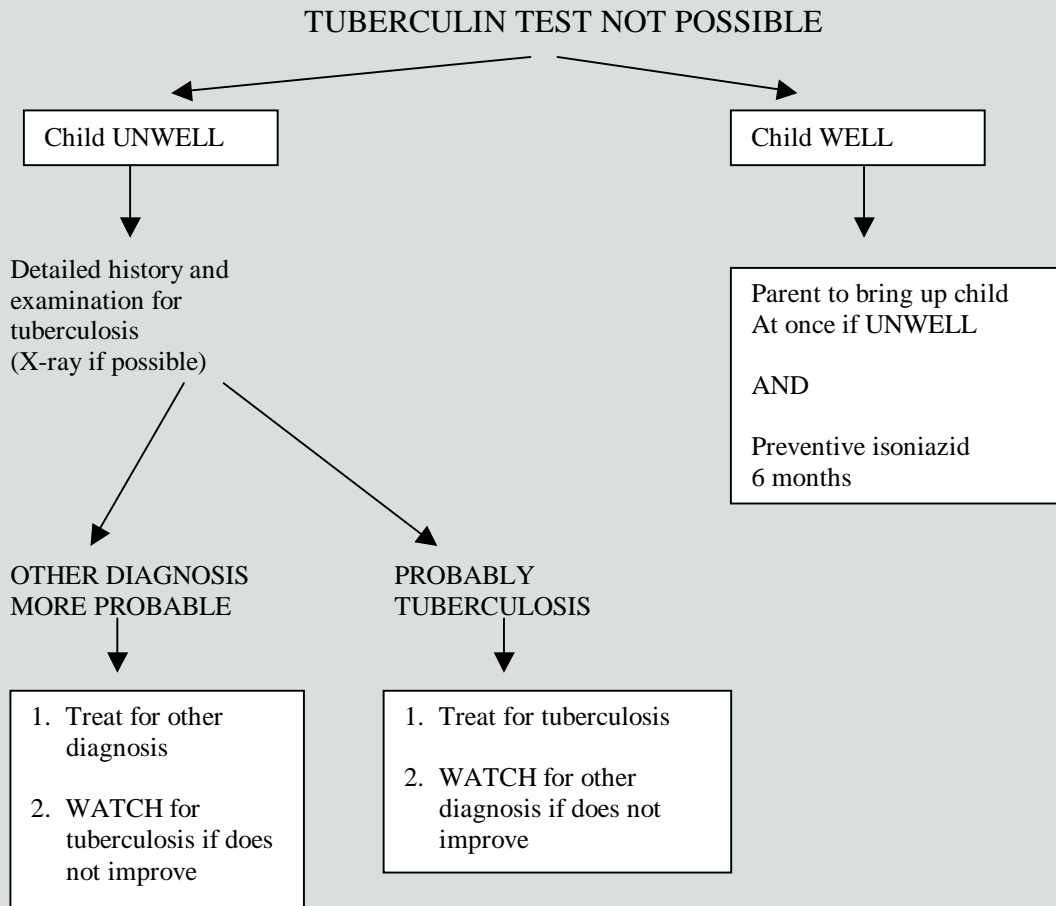 TUBERCULIN TEST NOT POSSIBLE
Child UNWELL
Child WELL
Detailed history and
examination for
tuberculosis
(X-ray if possible)
Parent to bring up child
At once if UNWELL
AND
Preventive isoniazid
6 months
OTHER DIAGNOSIS
MORE PROBABLE
PROBABLY
TUBERCULOSIS
1. Treat for other
diagnosis
2. WATCH for
tuberculosis if does
not improve
1. Treat for tuberculosis
2. WATCH for other
diagnosis if does not
improve